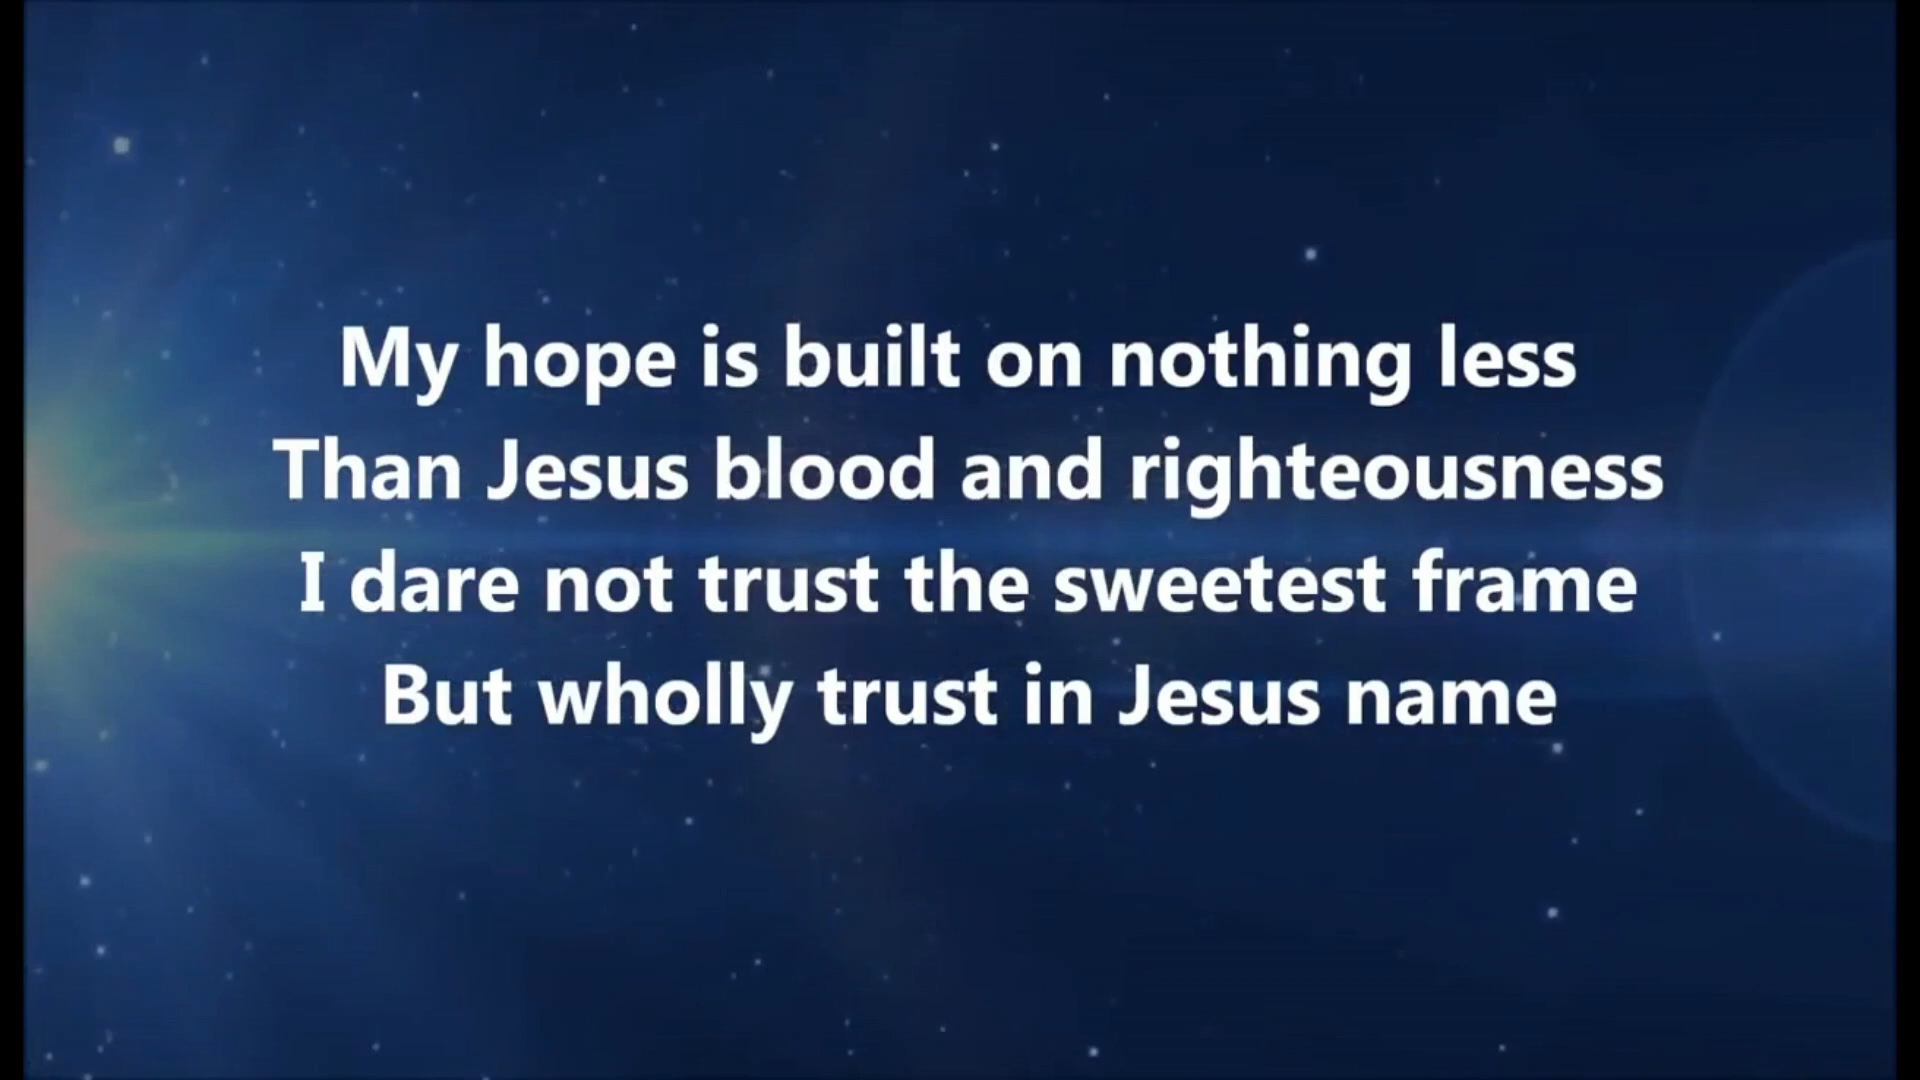 My hope is built on nothing less
Than Jesus blood and righteousness
I dare not trust the sweetest frame
But wholly trust in Jesus name